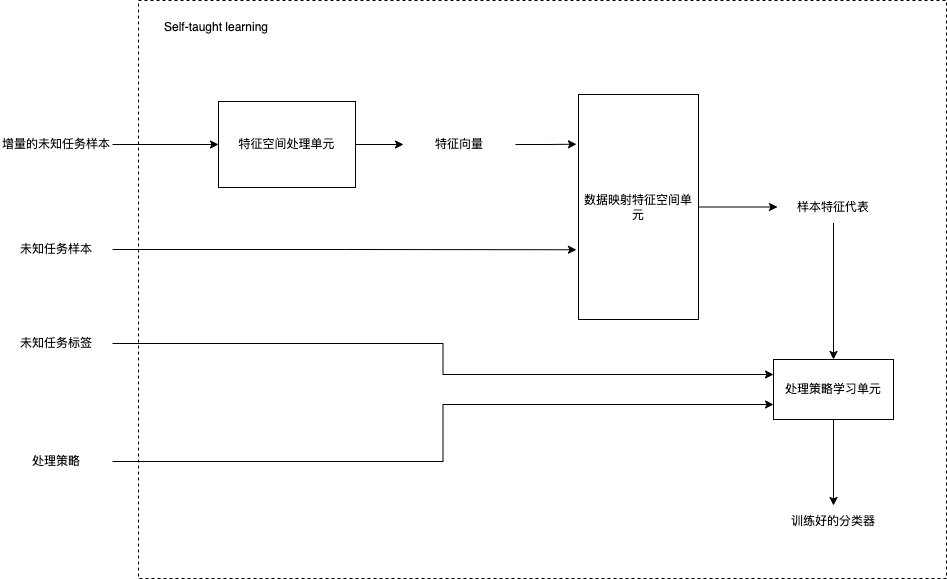 Self-taught learning
增量的未知任务样本
特征空间处理单元
特征向量
数据映射特征空间单
元
样本特征代表
未知任务样本
未知任务标签
处理策略学习单元
处理策略
训练好的分类器